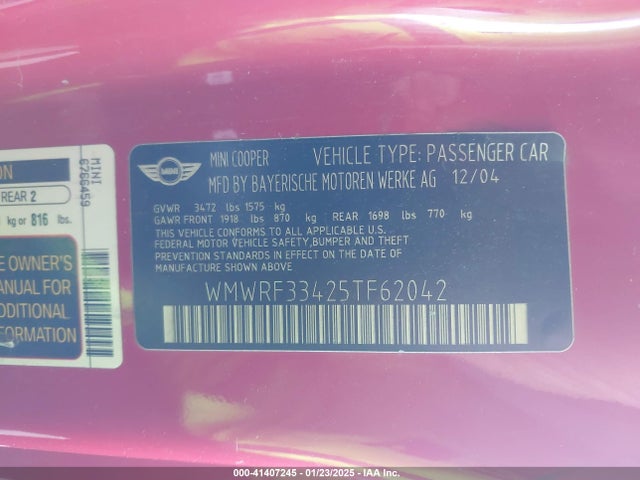 ON
REAR 2
kg or 816 lbs.
MINI
6766459
E OWNER'S
ANUAL FOR
DDITIONAL
FORMATION
MINI COOPER VEHICLE TYPE: PASSENGER CAR
MFD BY BAYERISCHE MOTOREN WERKE AG 12/04
GVWR 3472 lbs 1575 kg
GAWR FRONT 1918 lbs 870 kg REAR 1698 lbs 770 kg
THIS VEHICLE CONFORMS TO ALL APPLICABLE U.S.
FEDERAL MOTOR VEHICLE SAFETY,BUMPER AND THEFT
PREVENTION STANDARDS IN EFFECT ON THE DATE OF
MANUFACTURE SHOWN ABOVE.
WMWRF33425TF62042
000-41407245 - 01/23/2025 - IAA Inc.